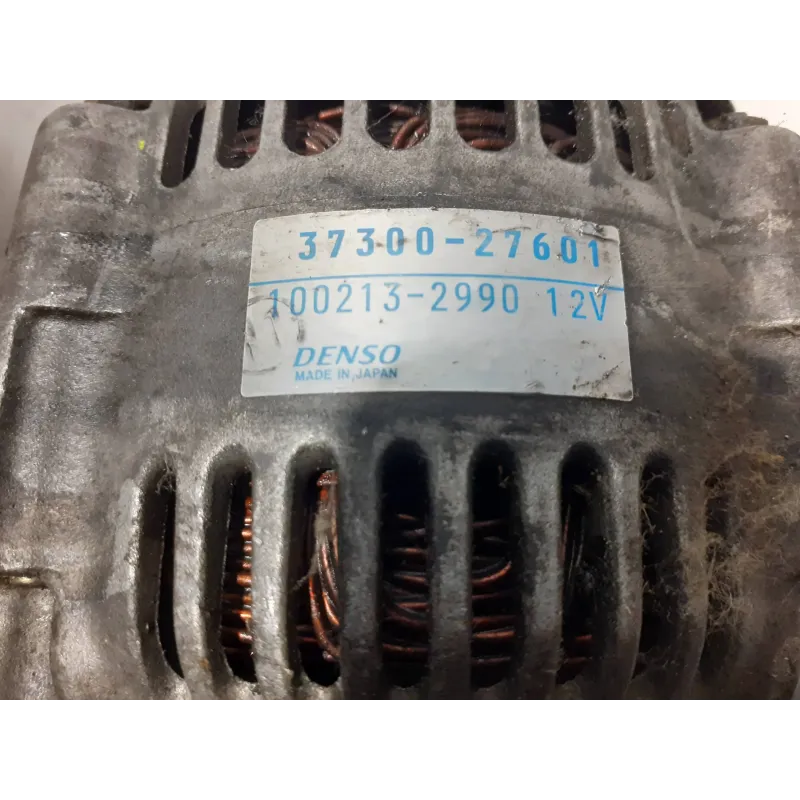 37300-27601
100213-2990 12V
DENSO
MADE IN JAPAN